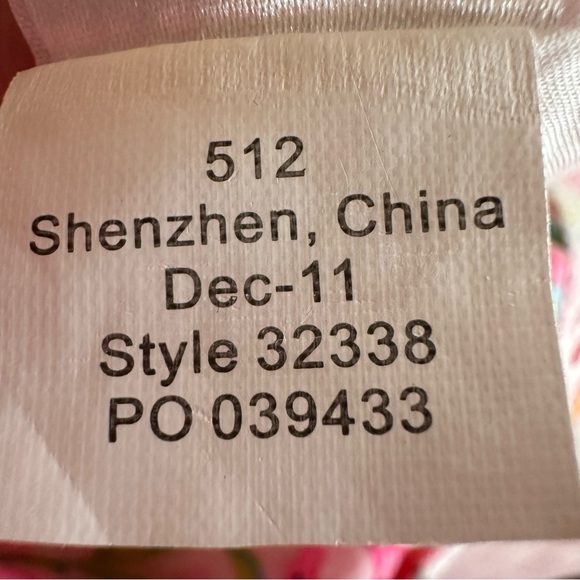 512
Shenzhen, China
Dec-11
Style 32338
PO 039433